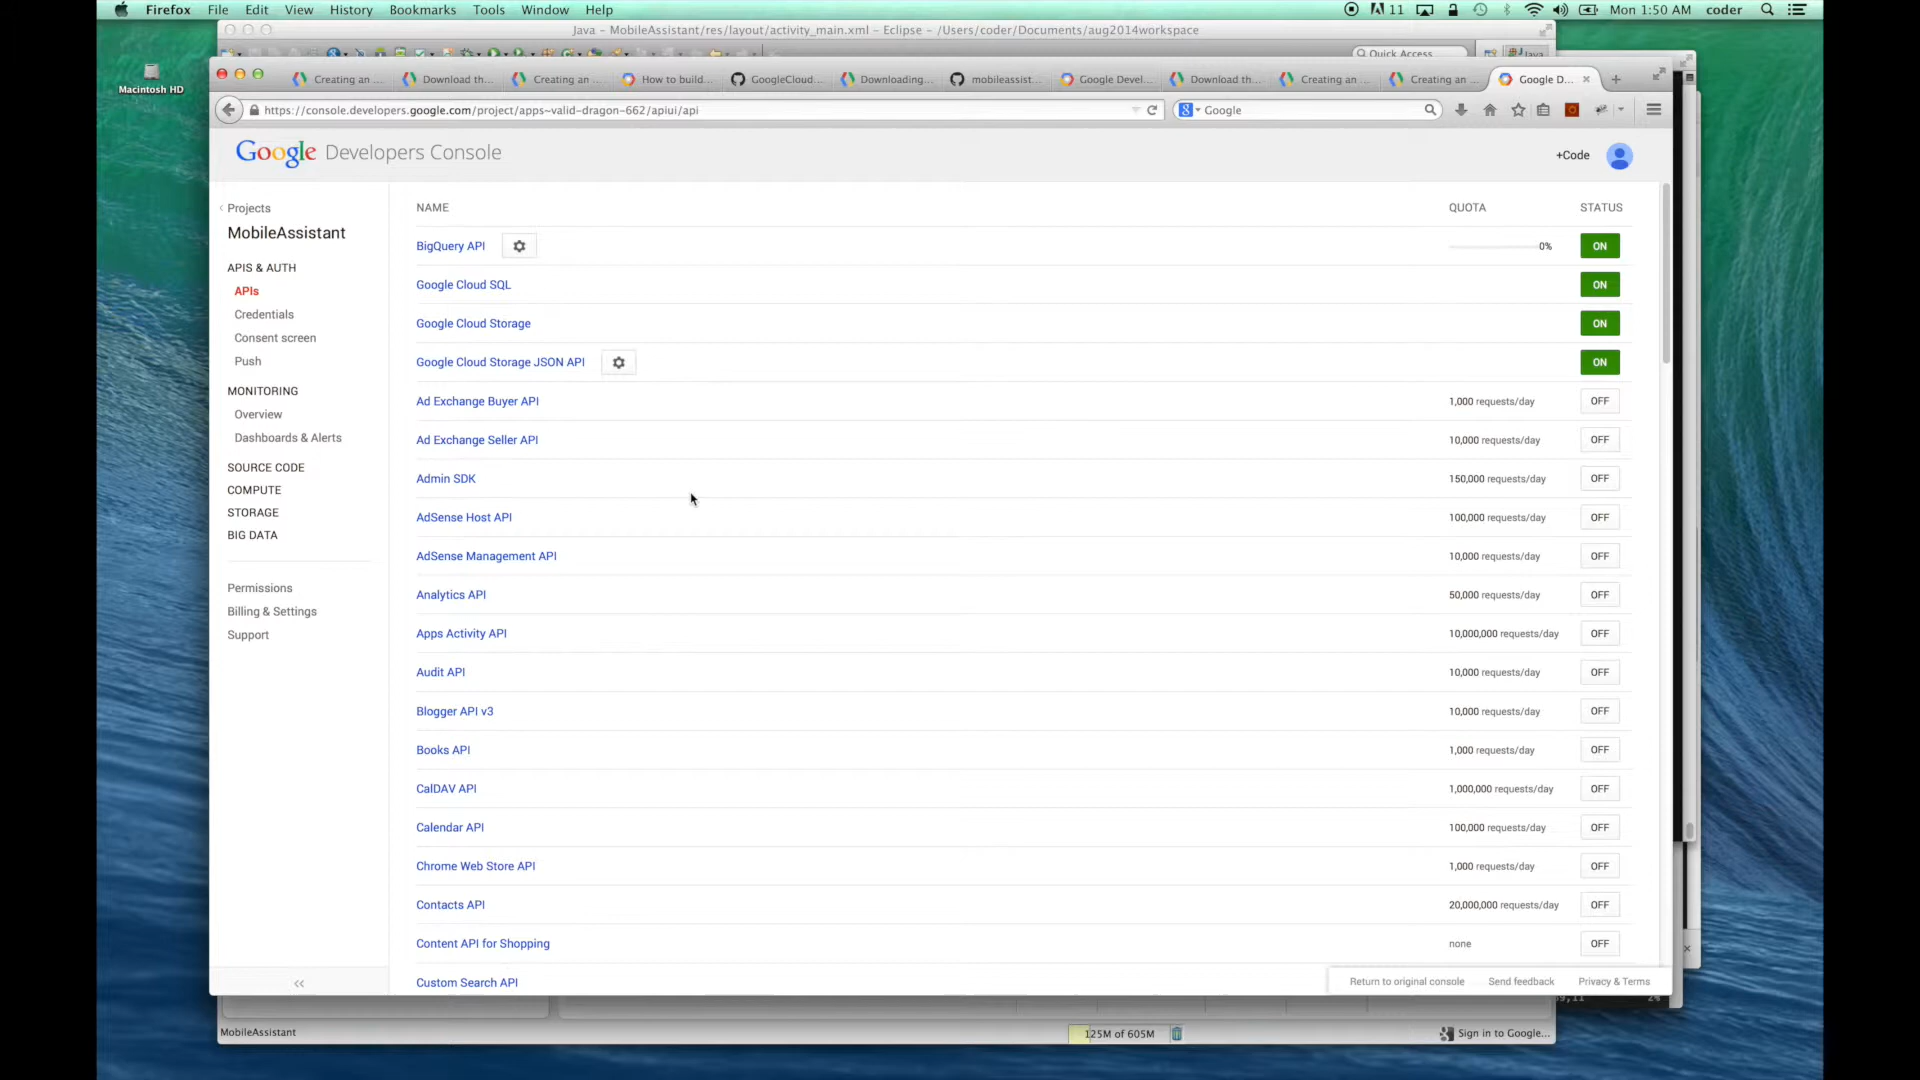 Firefox File Edit View History Bookmarks Tools Window Help 11 Mon 1:50 AM coder
Java - MobileAssistant/res/layout/activity_main.xml - Eclipse - /Users/coder/Documents/aug2014workspace
Quick Access Java
Macintosh HD
Creating an ... Download th... Creating an ... How to build... GoogleCloud... Downloading... mobileassist... Google Devel... Download th... Creating an ... Creating an ... Google D...
https://console.developers.google.com/project/apps~valid-dragon-662/apiui/api
Google
Google Developers Console
+Code
Projects
MobileAssistant
APIS & AUTH
APIs
Credentials
Consent screen
Push
MONITORING
Overview
Dashboards & Alerts
SOURCE CODE
COMPUTE
STORAGE
BIG DATA
Permissions
Billing & Settings
Support
NAME QUOTA STATUS
BigQuery API 0% ON
Google Cloud SQL ON
Google Cloud Storage ON
Google Cloud Storage JSON API ON
Ad Exchange Buyer API 1,000 requests/day OFF
Ad Exchange Seller API 10,000 requests/day OFF
Admin SDK 150,000 requests/day OFF
AdSense Host API 100,000 requests/day OFF
AdSense Management API 10,000 requests/day OFF
Analytics API 50,000 requests/day OFF
Apps Activity API 10,000,000 requests/day OFF
Audit API 10,000 requests/day OFF
Blogger API v3 10,000 requests/day OFF
Books API 1,000 requests/day OFF
CalDAV API 1,000,000 requests/day OFF
Calendar API 100,000 requests/day OFF
Chrome Web Store API 1,000 requests/day OFF
Contacts API 20,000,000 requests/day OFF
Content API for Shopping none OFF
Custom Search API
Return to original console Send feedback Privacy & Terms
MobileAssistant 125M of 605M Sign in to Google...